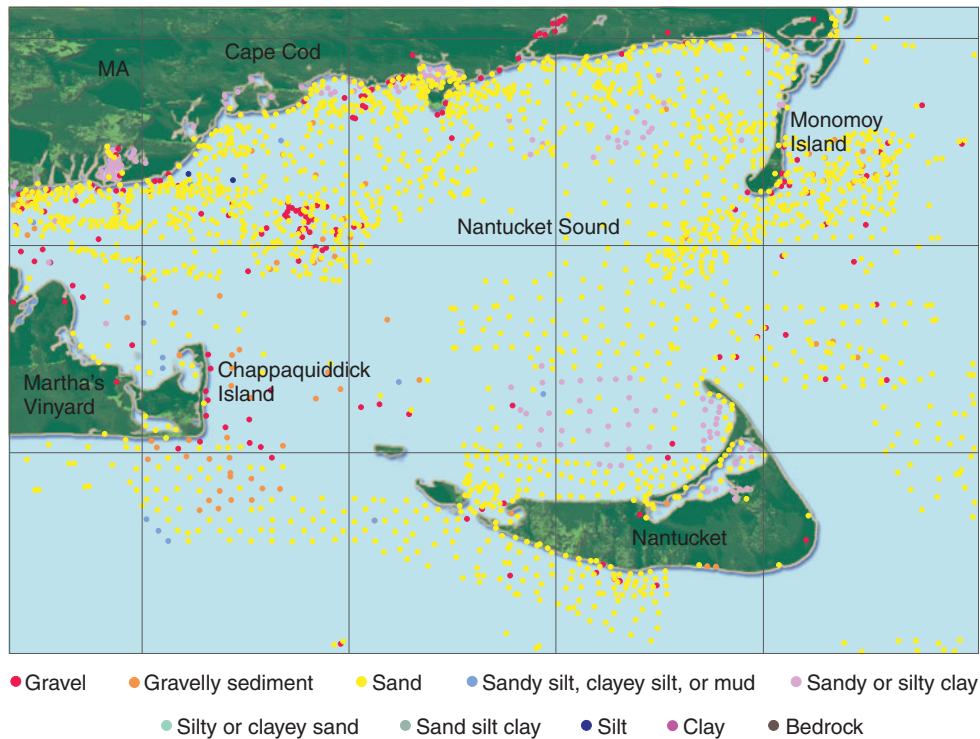 Cape Cod
MA
Monomoy
Island
Nantucket Sound
Chappaquiddick
Island
Martha's
Vinyard
Nantucket
Gravel
Gravelly sediment
Sand
Sandy silt, clayey silt, or mud
Sandy or silty clay
Silty or clayey sand
Sand silt clay
Silt
Clay
Bedrock